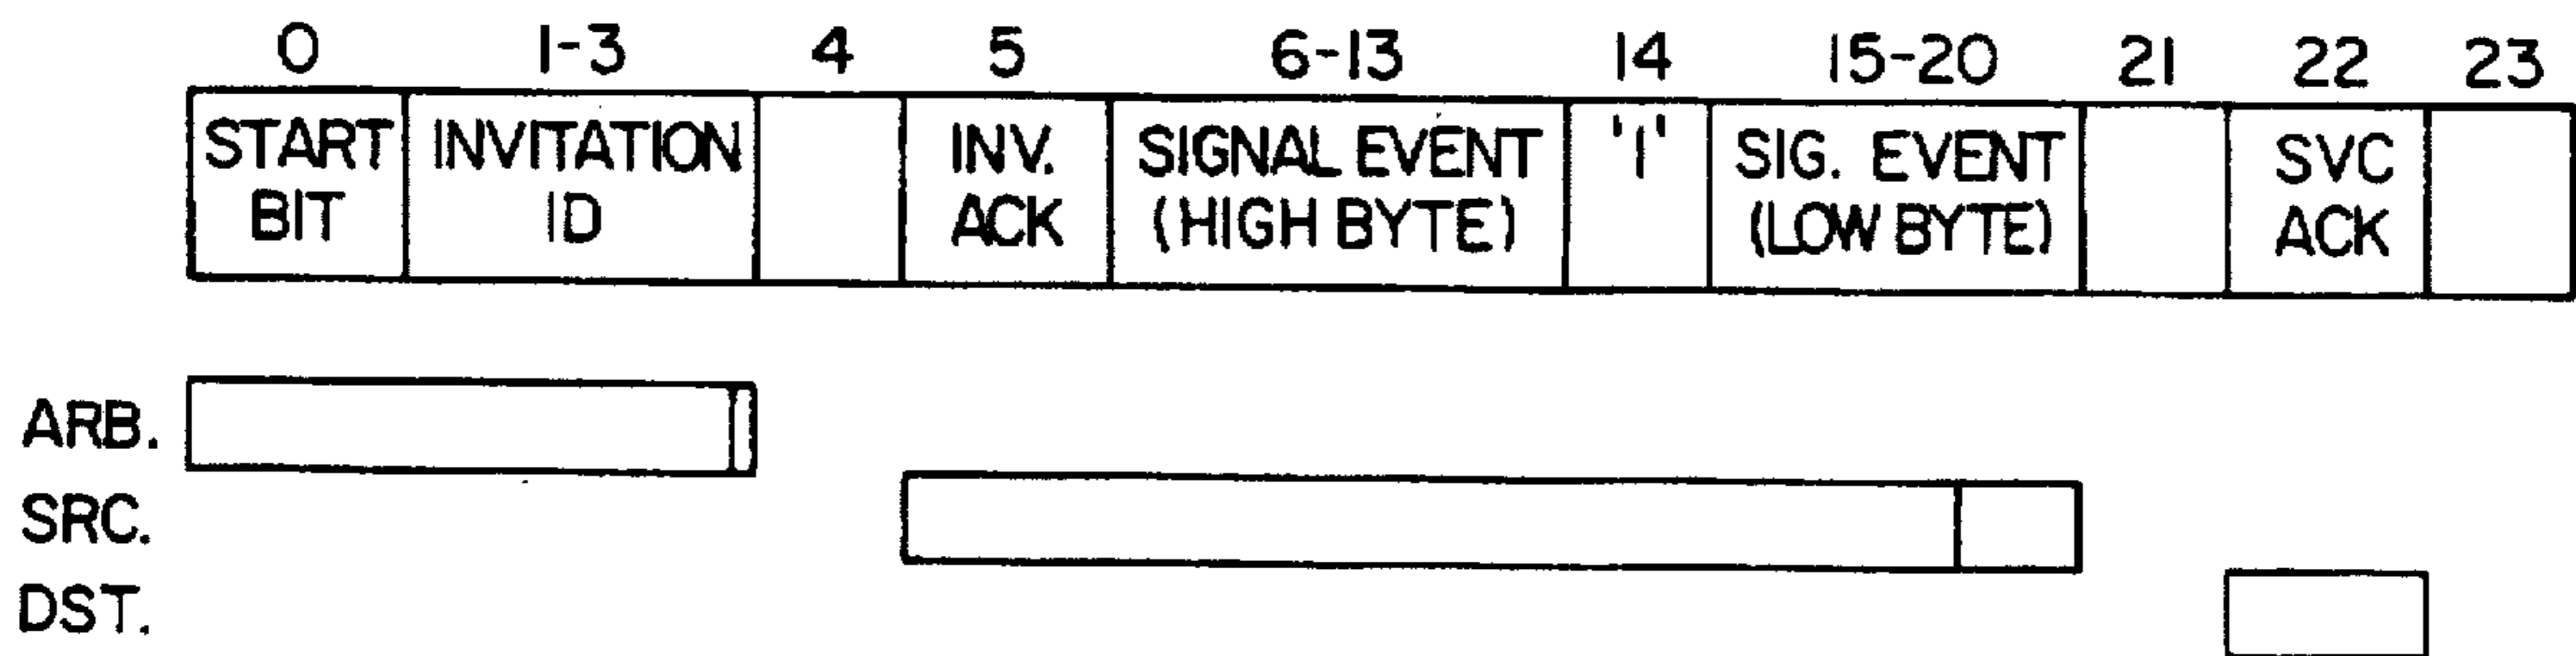 0 1-3 4 5 6-13 14 15-20 21 22 23
START BIT INVITATION ID INV. ACK SIGNAL EVENT (HIGH BYTE) '1' SIG. EVENT (LOW BYTE) SVC ACK
ARB.
SRC.
DST.